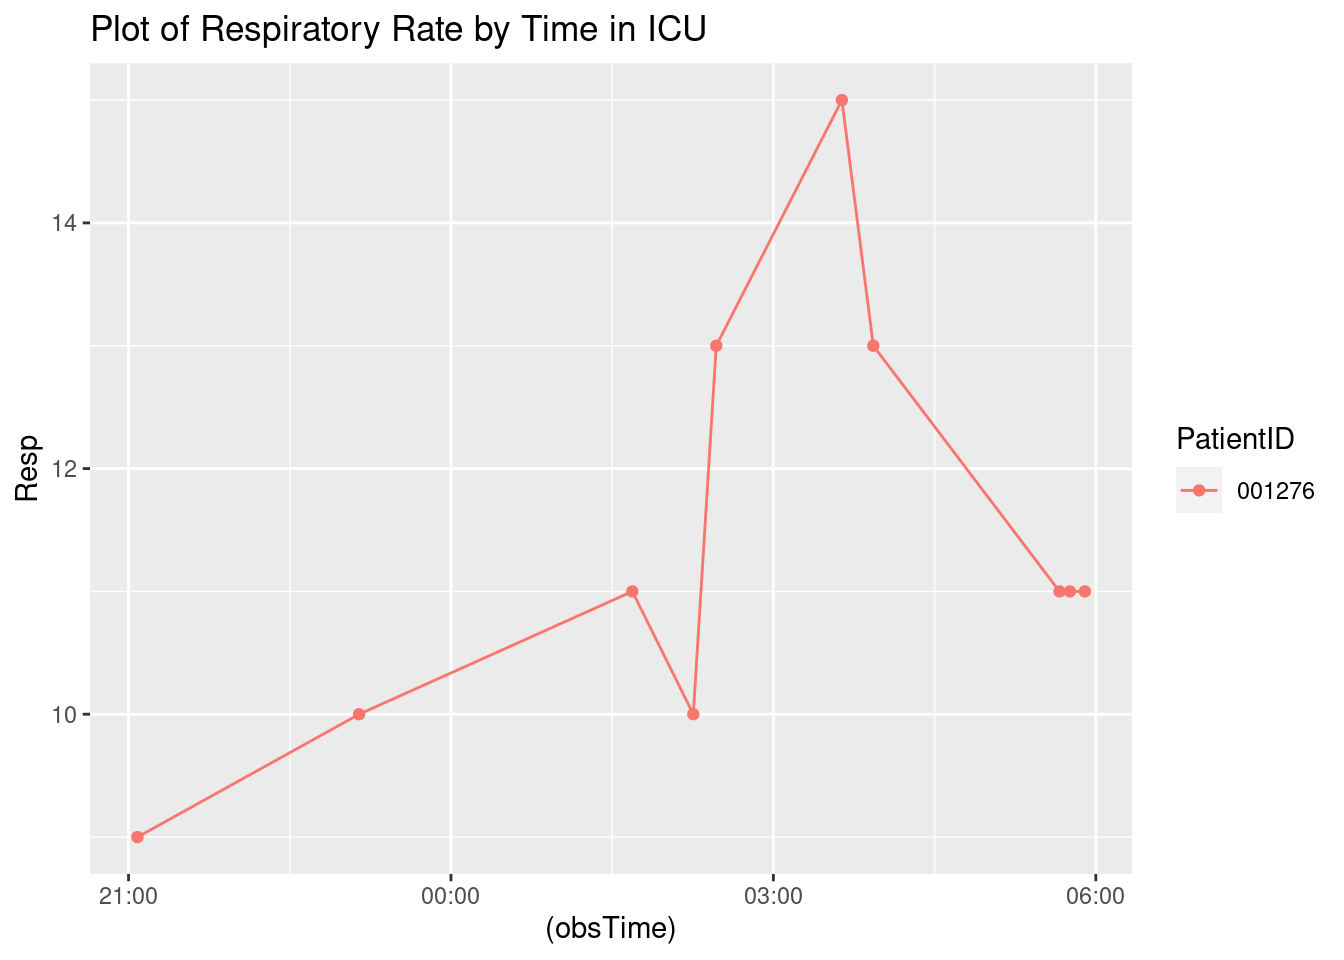 Plot of Respiratory Rate by Time in ICU
14
12
10
Resp
21:00 00:00 03:00 06:00
(obsTime)
PatientID
001276